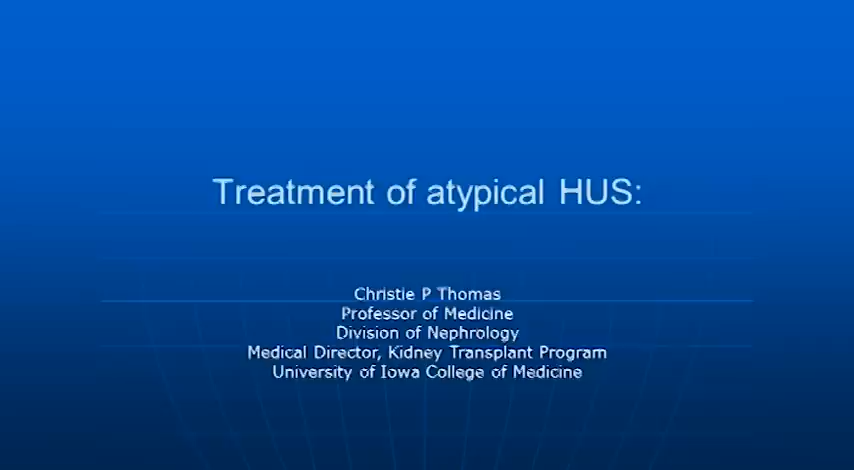 Treatment of atypical HUS:
Christie P Thomas
Professor of Medicine
Division of Nephrology
Medical Director, Kidney Transplant Program
University of Iowa College of Medicine